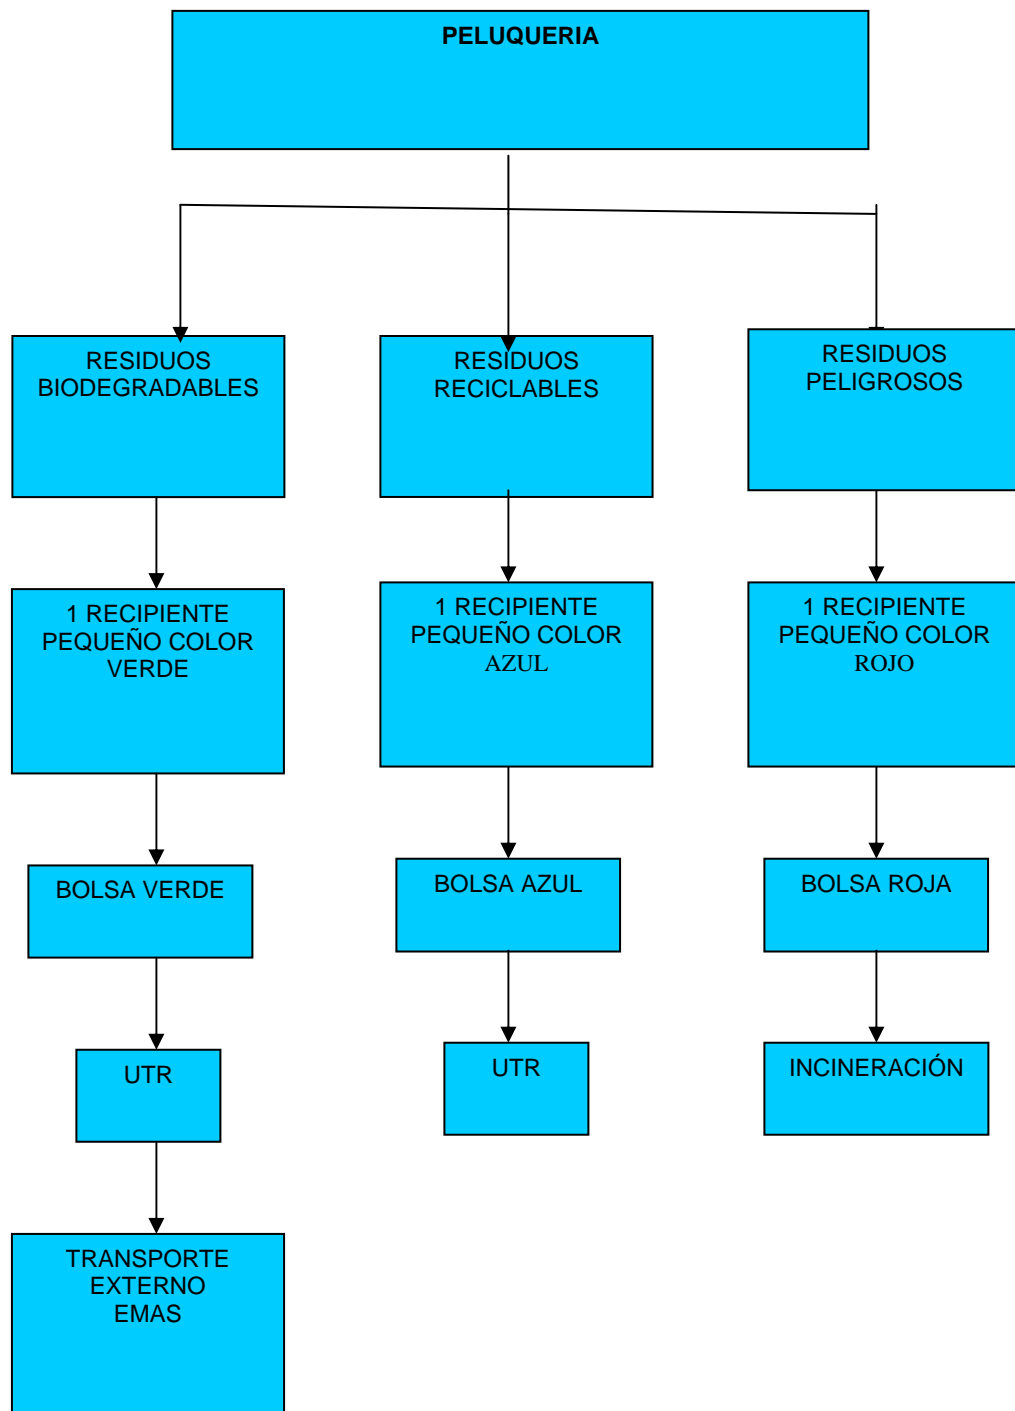 PELUQUERIA
RESIDUOS
BIODEGRADABLES
RESIDUOS
RECICLABLES
RESIDUOS
PELIGROSOS
1 RECIPIENTE
PEQUEÑO COLOR
VERDE
1 RECIPIENTE
PEQUEÑO COLOR
AZUL
1 RECIPIENTE
PEQUEÑO COLOR
ROJO
BOLSA VERDE
BOLSA AZUL
BOLSA ROJA
UTR
UTR
INCINERACIÓN
TRANSPORTE
EXTERNO
EMAS